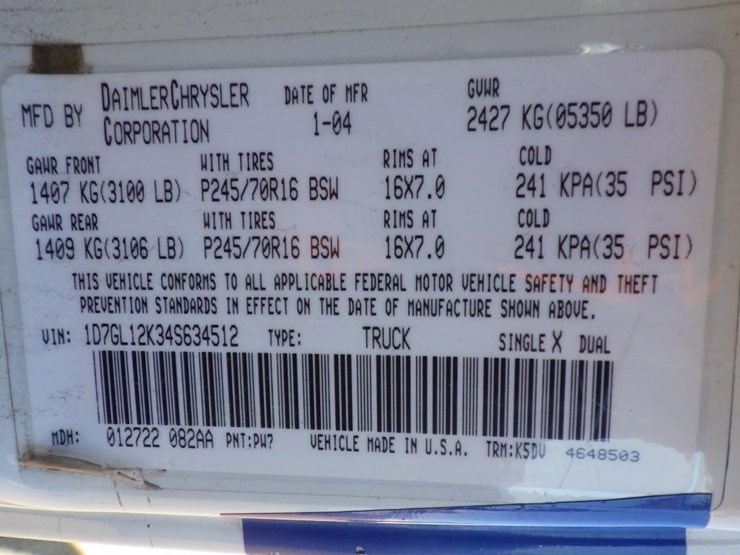 MFD BY DAIMLERCHRYSLER CORPORATION DATE OF MFR 1-04 GVWR 2427 KG(05350 LB)
GAWR FRONT WITH TIRES RIMS AT COLD
1407 KG(3100 LB) P245/70R16 BSW 16X7.0 241 KPA(35 PSI)
GAWR REAR WITH TIRES RIMS AT COLD
1409 KG(3106 LB) P245/70R16 BSW 16X7.0 241 KPA(35 PSI)
THIS VEHICLE CONFORMS TO ALL APPLICABLE FEDERAL MOTOR VEHICLE SAFETY AND THEFT
PREVENTION STANDARDS IN EFFECT ON THE DATE OF MANUFACTURE SHOWN ABOVE.
VIN: 1D7GL12K34S634512 TYPE: TRUCK SINGLE X DUAL
MDH: 012722 082AA PNT:PW7 VEHICLE MADE IN U.S.A. TRM:K5DV 4648503